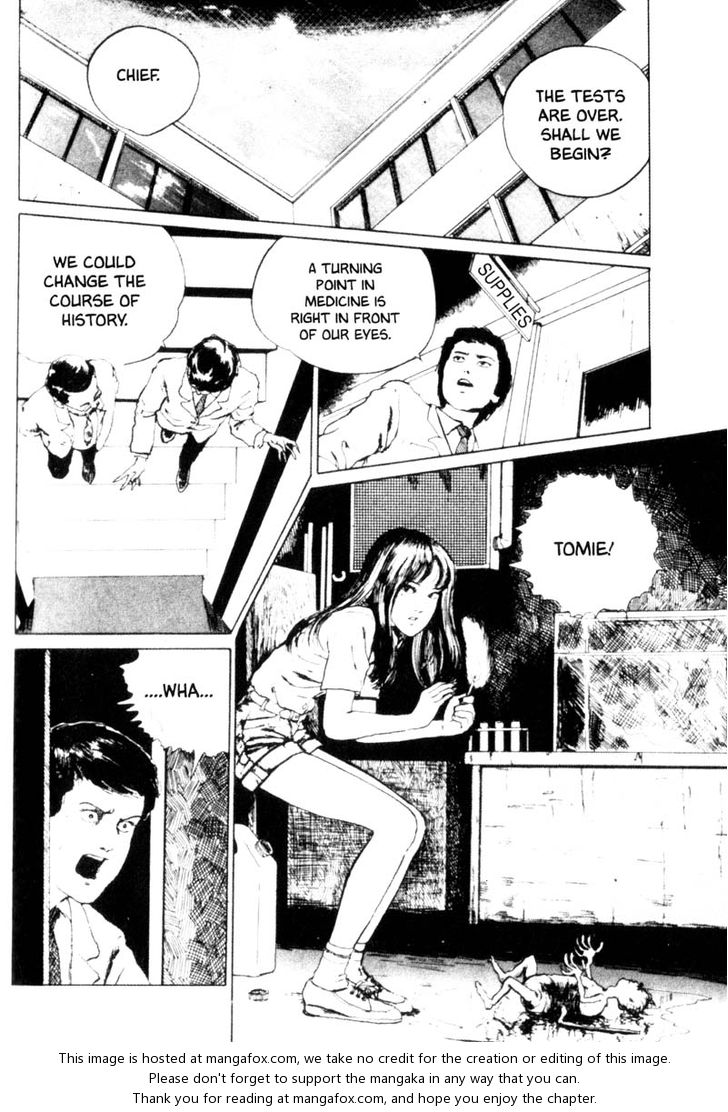 CHIEF.
THE TESTS
ARE OVER.
SHALL WE
BEGIN?
WE COULD
CHANGE THE
COURSE OF
HISTORY.
A TURNING
POINT IN
MEDICINE IS
RIGHT IN FRONT
OF OUR EYES.
SUPPLIES
TOMIE!
....WHA...
This image is hosted at mangafox.com, we take no credit for the creation or editing of this image.
Please don't forget to support the mangaka in any way that you can.
Thank you for reading at mangafox.com, and hope you enjoy the chapter.